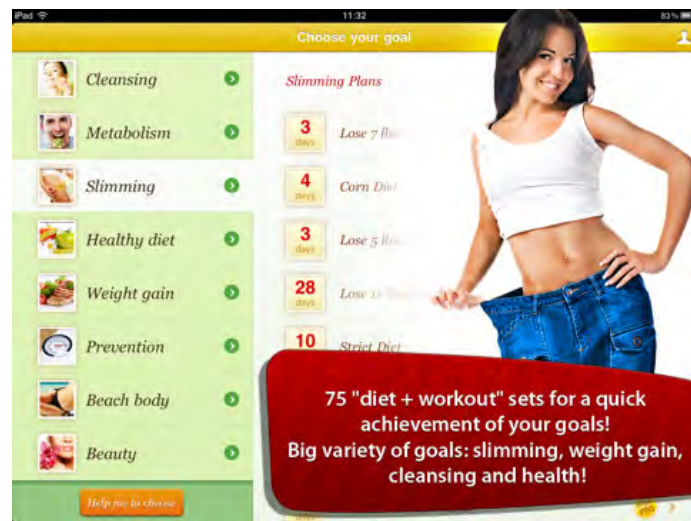 iPad 11:32 83%
Choose your goal
Cleansing
Metabolism
Slimming
Healthy diet
Weight gain
Prevention
Beach body
Beauty
Help me to choose
Slimming Plans
3
days
Lose 7
4
days
Corn Diet
3
days
Lose 5
28
days
Lose
10
Strict Diet
75 "diet + workout" sets for a quick
achievement of your goals!
Big variety of goals: slimming, weight gain,
cleansing and health!
days
PRO